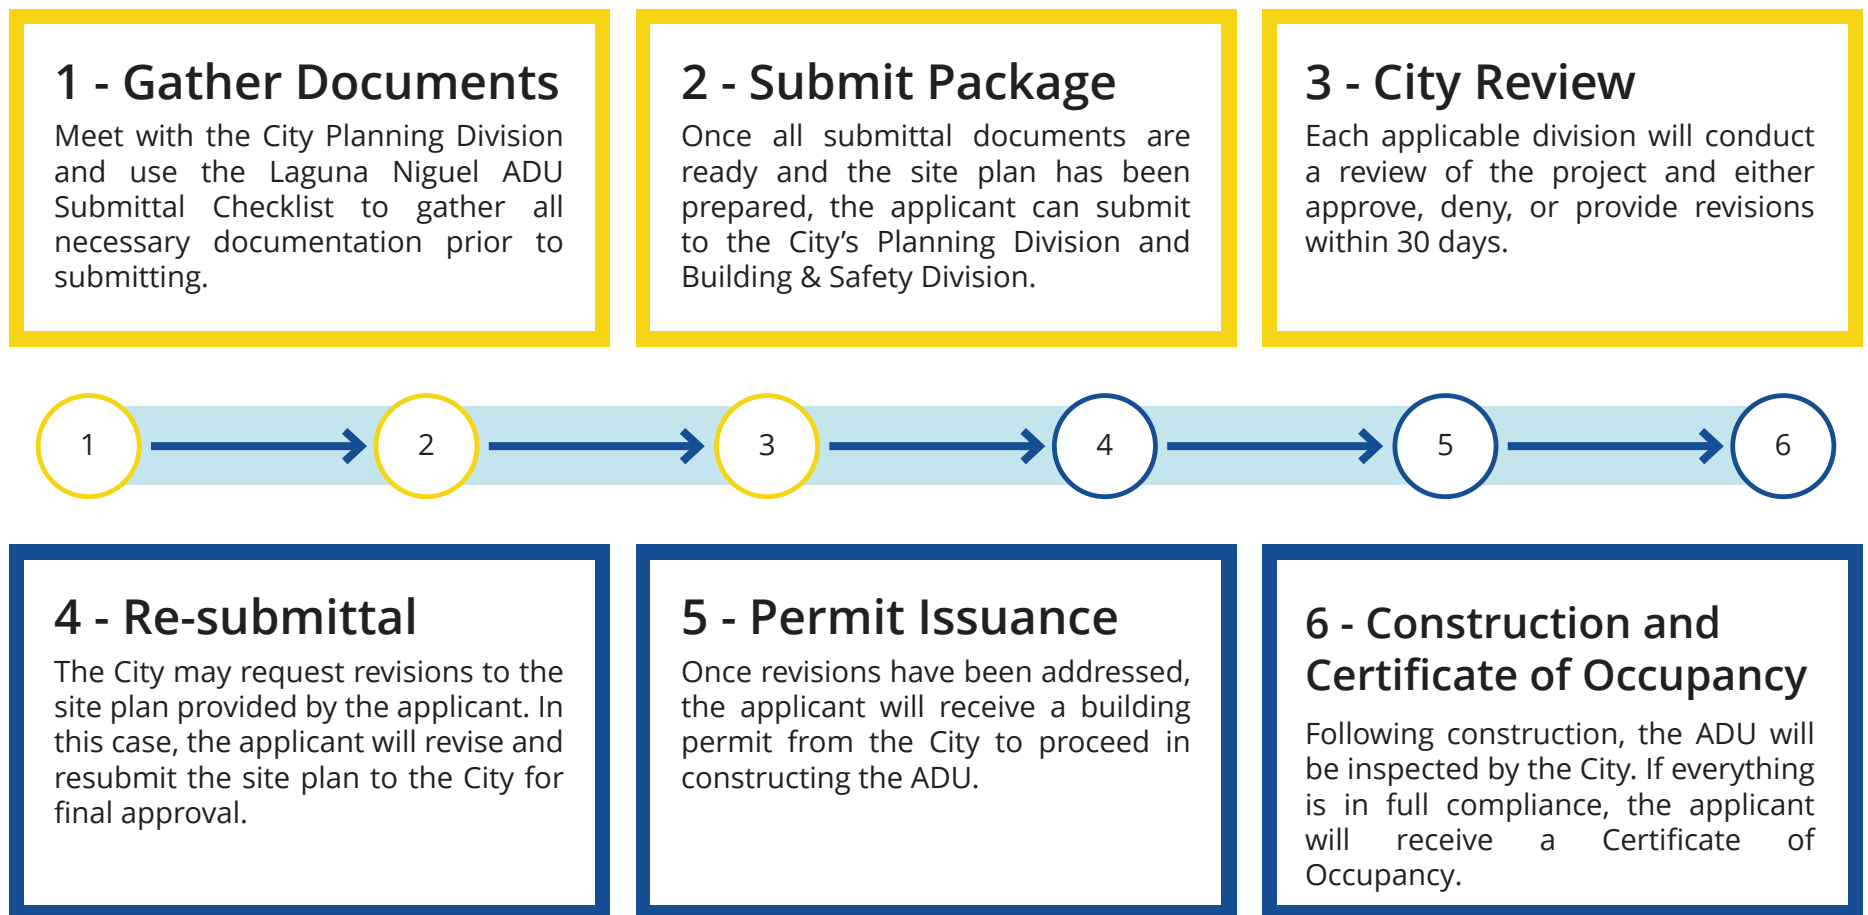 1 - Gather Documents
Meet with the City Planning Division
and use the Laguna Niguel ADU
Submittal Checklist to gather all
necessary documentation prior to
submitting.
2 - Submit Package
Once all submittal documents are
ready and the site plan has been
prepared, the applicant can submit
to the City’s Planning Division and
Building & Safety Division.
3 - City Review
Each applicable division will conduct
a review of the project and either
approve, deny, or provide revisions
within 30 days.
1
2
3
4
5
6
4 - Re-submittal
The City may request revisions to the
site plan provided by the applicant. In
this case, the applicant will revise and
resubmit the site plan to the City for
final approval.
5 - Permit Issuance
Once revisions have been addressed,
the applicant will receive a building
permit from the City to proceed in
constructing the ADU.
6 - Construction and
Certificate of Occupancy
Following construction, the ADU will
be inspected by the City. If everything
is in full compliance, the applicant
will receive a Certificate of
Occupancy.